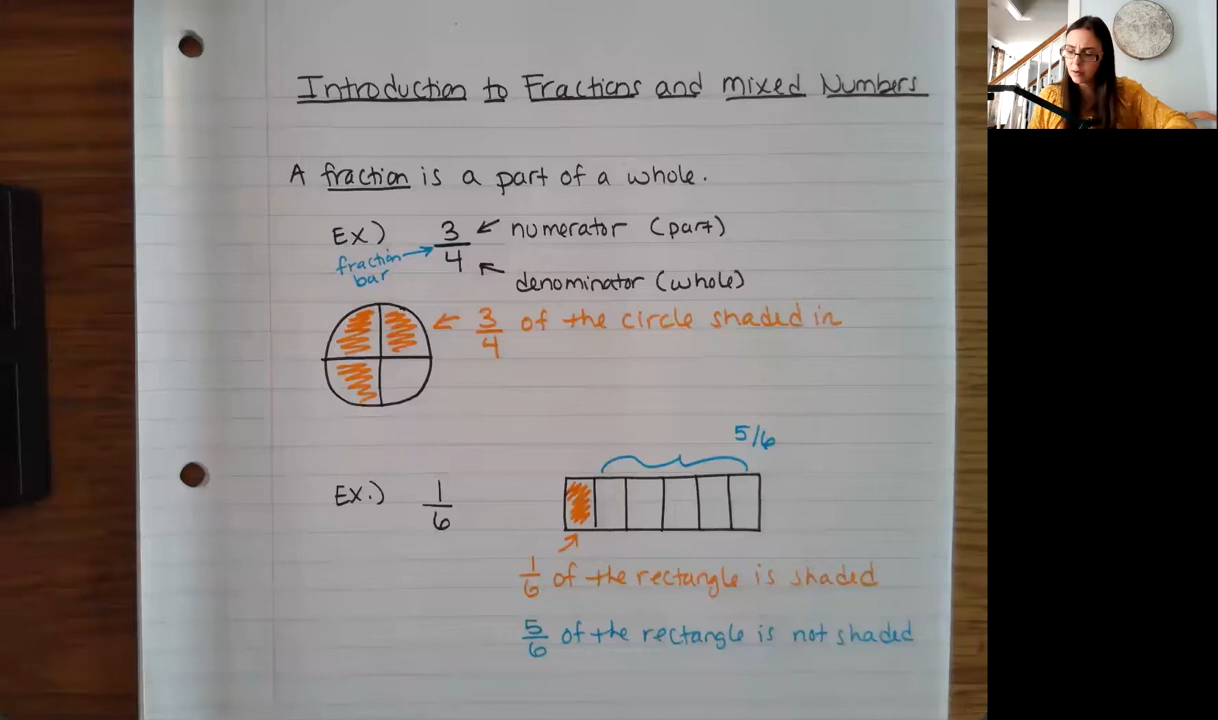 Introduction to Fractions and mixed Numbers
A fraction is a part of a whole.
EX) 3/4 ← numerator (part)
fraction bar →
← denominator (whole)
← 3/4 of the circle shaded in
5/6
EX.) 1/6
1/6 of the rectangle is shaded
5/6 of the rectangle is not shaded